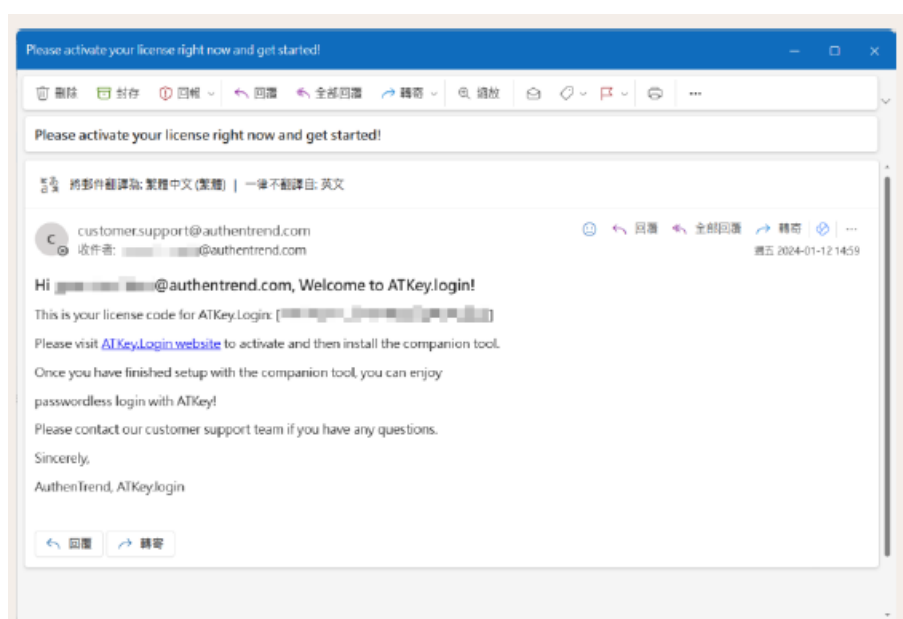 Please activate your license right now and get started!
刪除 封存 回報 回覆 全部回覆 轉寄 縮放
Please activate your license right now and get started!
將郵件翻譯為: 繁體中文 (繁體) | 一律不翻譯自: 英文
C
customer.support@authentrend.com
回覆 全部回覆 轉寄
收件者: @authentrend.com
週五 2024-01-12 14:59
Hi @authentrend.com, Welcome to ATKey.login!
This is your license code for ATKey.Login: [ ]
Please visit ATKey.Login website to activate and then install the companion tool.
Once you have finished setup with the companion tool, you can enjoy
passwordless login with ATKey!
Please contact our customer support team if you have any questions.
Sincerely,
AuthenTrend, ATKey.login
回覆 轉寄